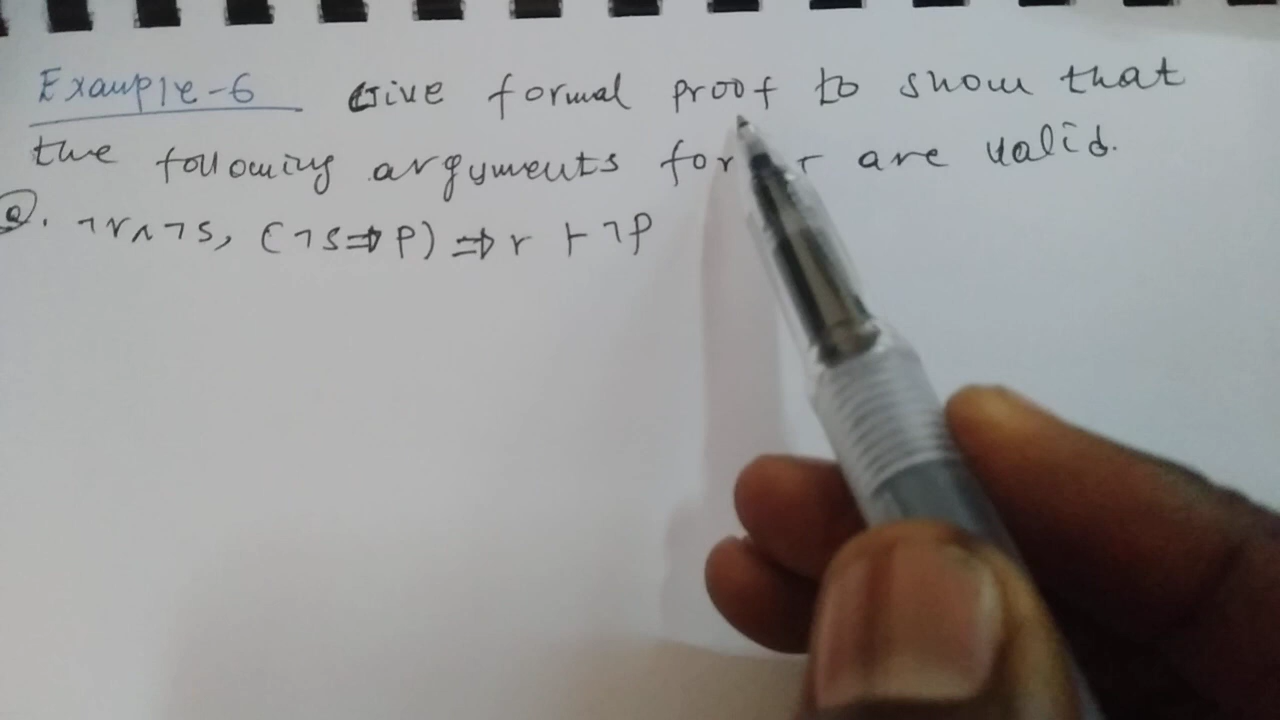 Example-6 Give formal proof to show that
the following arguments for are valid.
a. ¬r∧¬s, (¬s⇒p)⇒r ⊢¬p